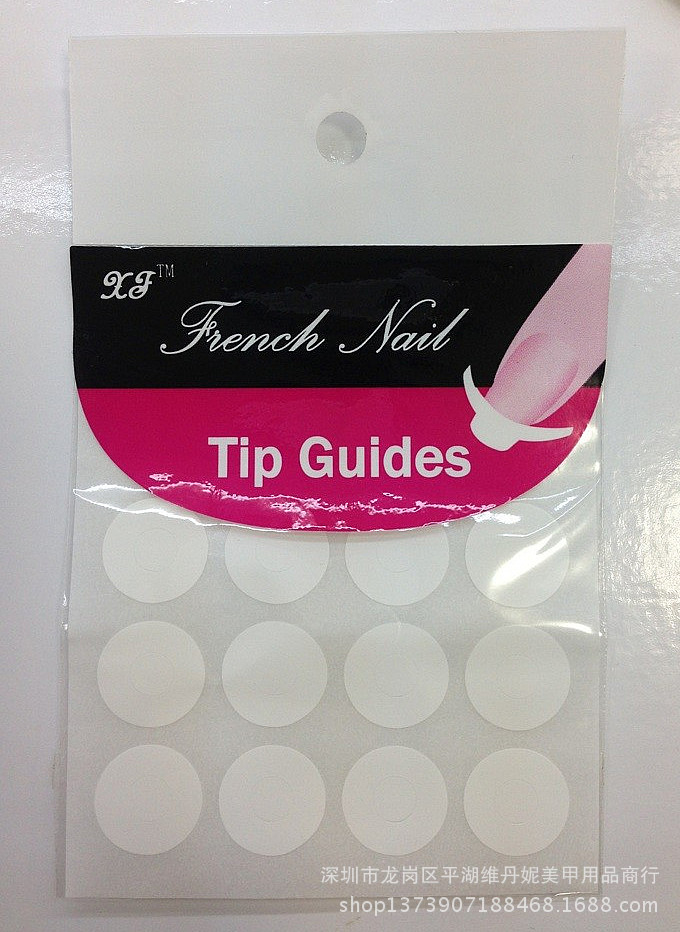 XF™
French Nail
Tip Guides
深圳市龙岗区平湖维丹妮美甲用品商行
shop1373907188468.1688.com